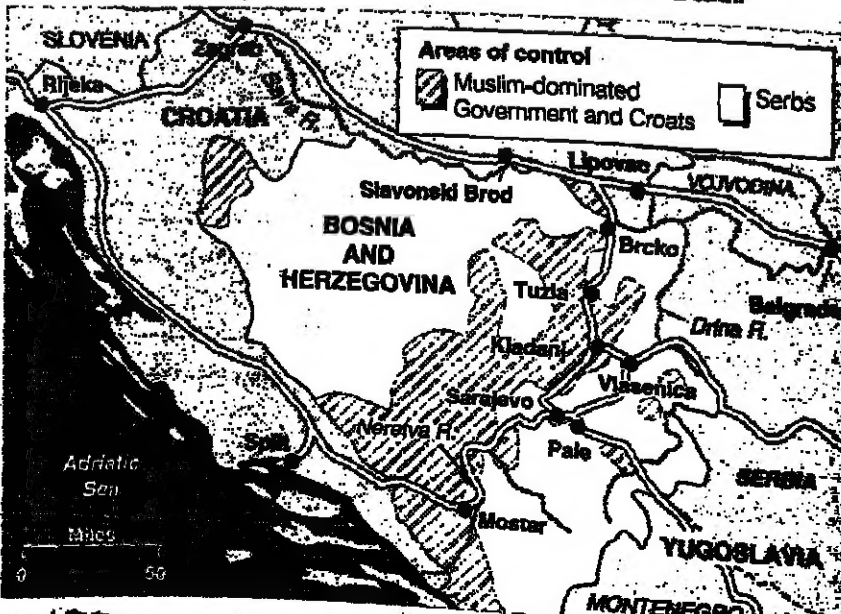 Areas of control
Muslim-dominated
Government and Croats
Serbs
SLOVENIA
Zagreb
Rijeka
Sava R.
CROATIA
Lipovac
VOJVODINA
Slavonski Brod
BOSNIA
AND
HERZEGOVINA
Brcko
Tuzla
Belgrade
Drina R.
Kladanj
Vlasenica
Sarajevo
Neretva R.
Split
Pale
Adriatic
Sea
SERBIA
Mostar
Miles
0 50
YUGOSLAVIA
MONTENEGRO